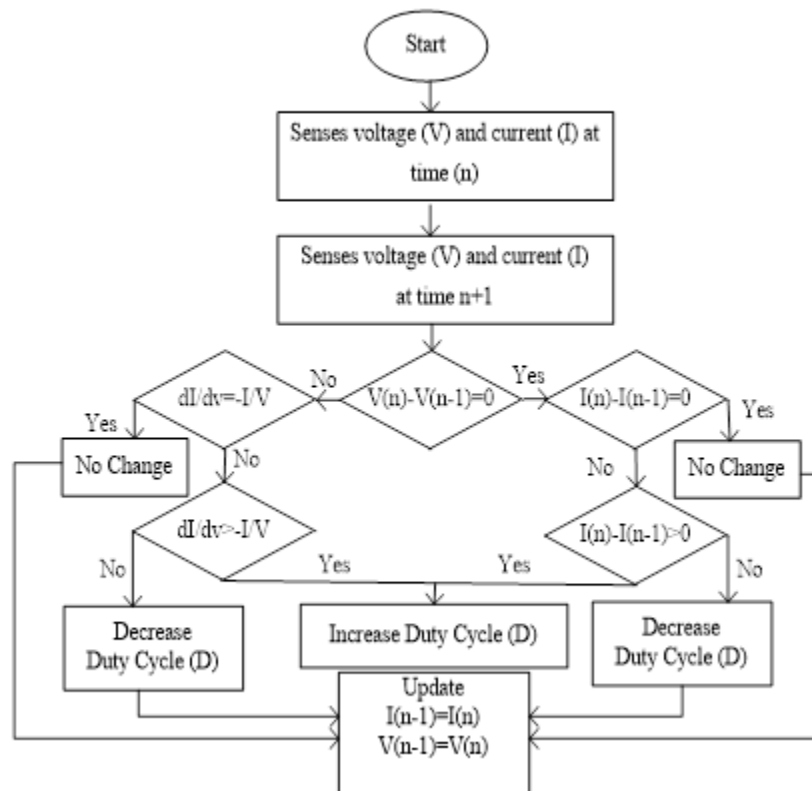 Start
Senses voltage (V) and current (I) at
time (n)
Senses voltage (V) and current (I)
at time n+1
dI/dv=-I/V
No
V(n)-V(n-1)=0
Yes
I(n)-I(n-1)=0
Yes
Yes
No Change
No
No
No Change
dI/dv>-I/V
I(n)-I(n-1)>0
No
Yes
Yes
No
Decrease
Duty Cycle (D)
Increase Duty Cycle (D)
Decrease
Duty Cycle (D)
Update
I(n-1)=I(n)
V(n-1)=V(n)